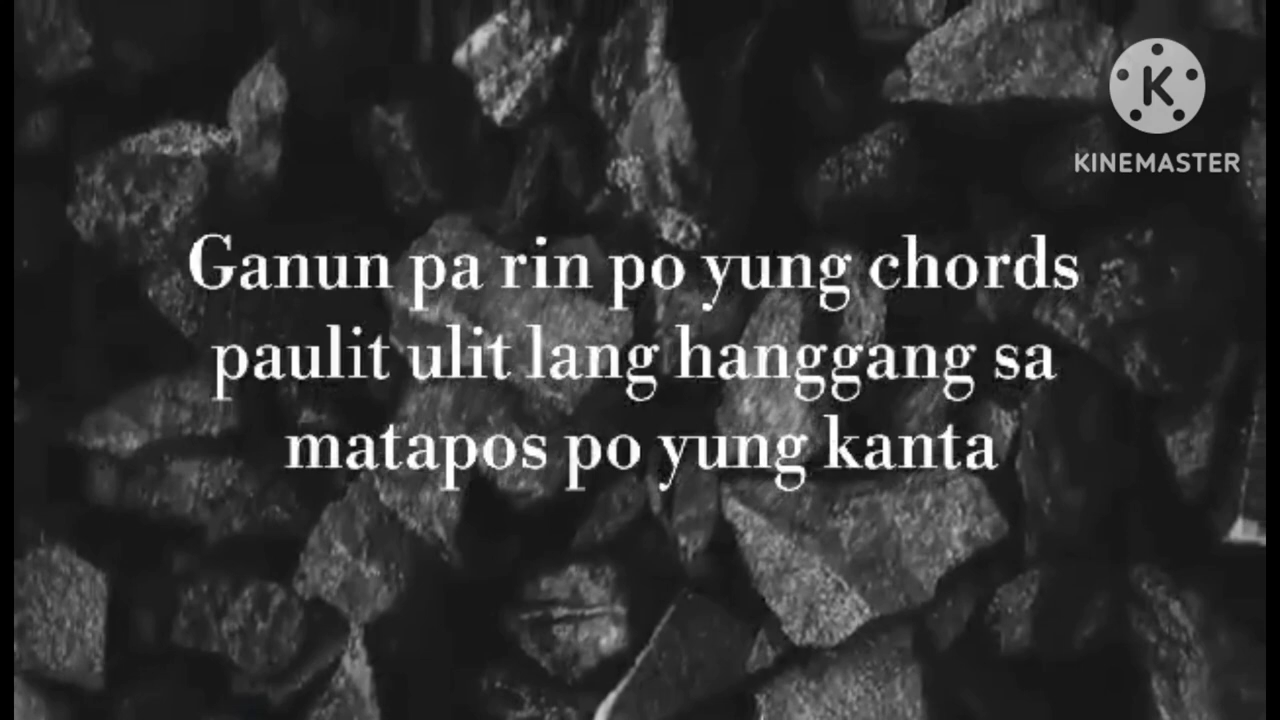 KINEMASTER
Ganun pa rin po yung chords
paulit ulit lang hanggang sa
matapos po yung kanta